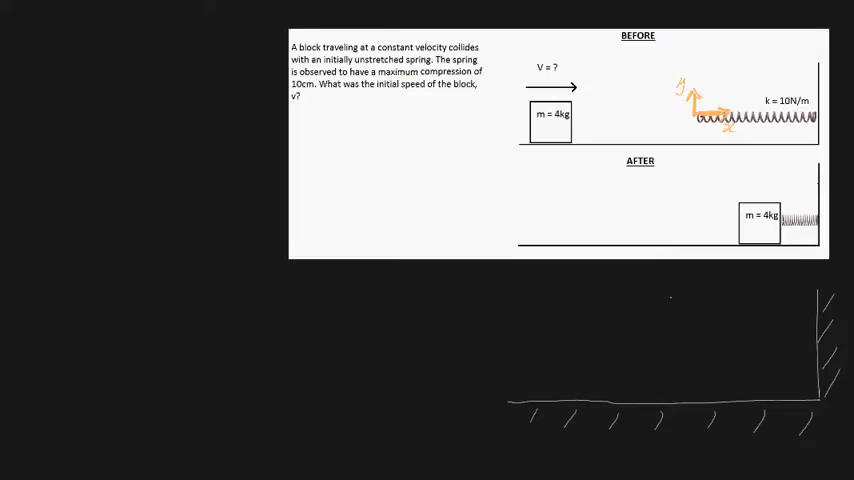 BEFORE
A block traveling at a constant velocity collides
with an initially unstretched spring. The spring
is observed to have a maximum compression of
10cm. What was the initial speed of the block,
v?
V = ?
y
k = 10N/m
m = 4kg
x
AFTER
m = 4kg